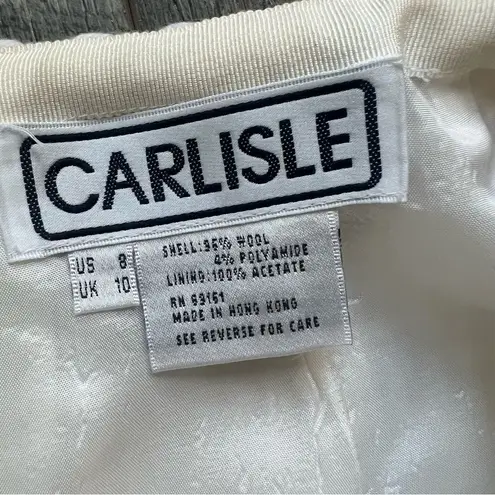 CARLISLE
US 8
UK 10
SHELL:96% WOOL
4% POLYAMIDE
LINING:100% ACETATE
RN 69161
MADE IN HONG KONG
SEE REVERSE FOR CARE